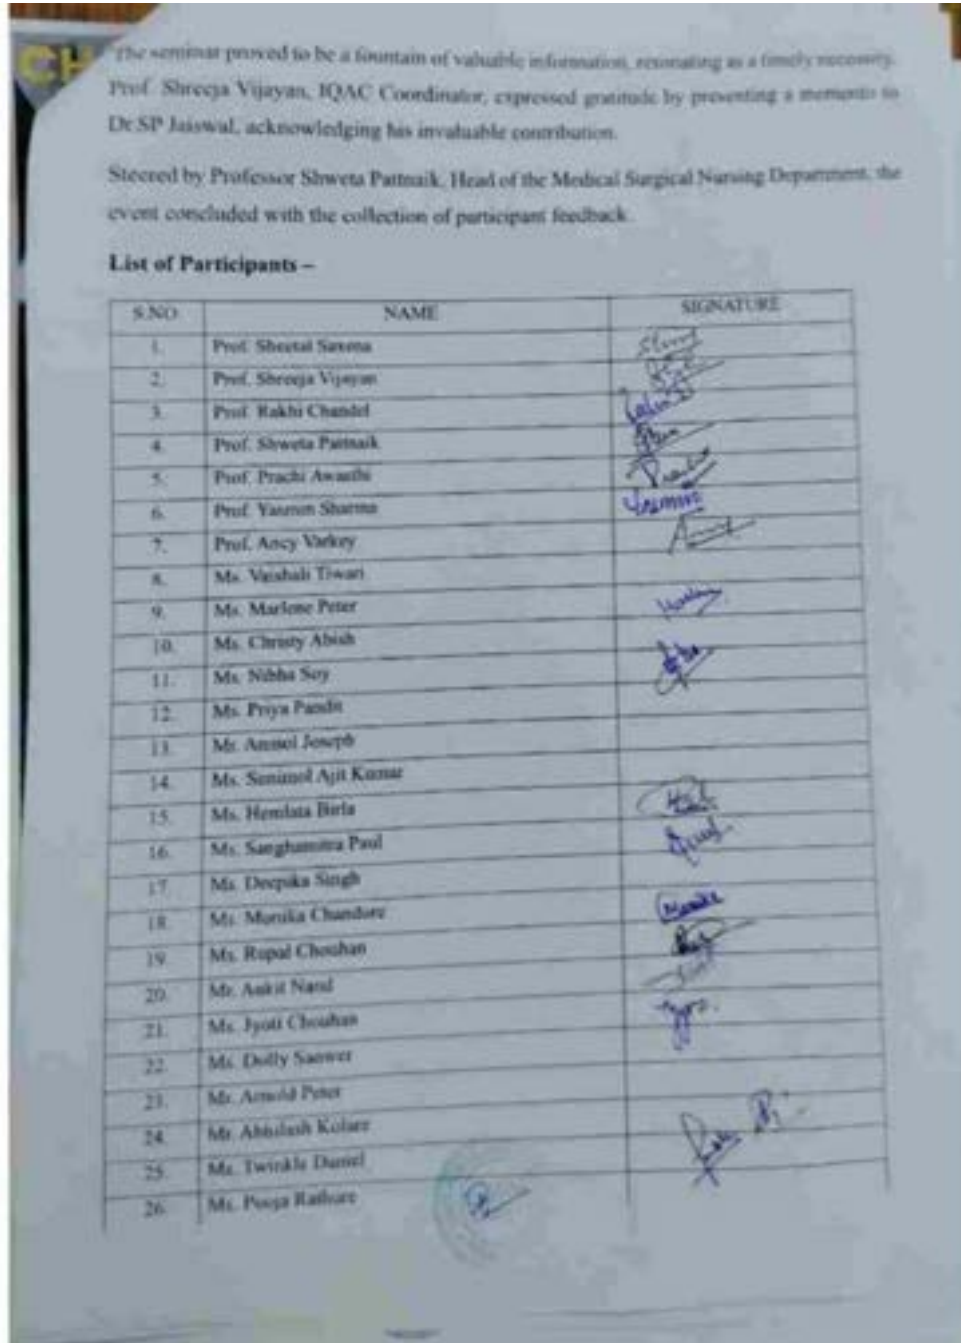 CH
"The seminar proved to be a fountain of valuable information, resonating as a timely necessity.
Prof. Shreeja Vijayan, IQAC Coordinator, expressed gratitude by presenting a memento to
Dr.SP Jaiswal, acknowledging his invaluable contribution.
Steered by Professor Shweta Pattnaik, Head of the Medical Surgical Nursing Department, the
event concluded with the collection of participant feedback.
List of Participants –
S.NO NAME SIGNATURE
1. Prof. Sheetal Saxena
2. Prof. Shreeja Vijayan
3. Prof. Rakhi Chandel
4. Prof. Shweta Pattnaik
5. Prof. Prachi Awasthi
6. Prof. Yasmin Sharma
7. Prof. Ancy Varkey
8. Ms. Vaishali Tiwari
9. Ms. Marlene Peter
10. Ms. Christy Abish
11. Ms. Nibha Soy
12. Ms. Priya Pandit
13. Joseph
14. Ms. Senimol Ajit Kumar
15. Ms. Hemlata Birla
16. Ms. Sanghamitra Paul
17. Ms. Deepika Singh
18. Ms. Monika Chandore
19. Ms. Rupal Chouhan
20. Mr. Ankit Nand
21. Ms. Jyoti Chouhan
22. Ms. Dolly Sanwer
23. Mr. Arnold Peter
24. Mr. Abhilash Kolare
25. Ms. Twinkle Daniel
26. Ms. Pooja Rathore